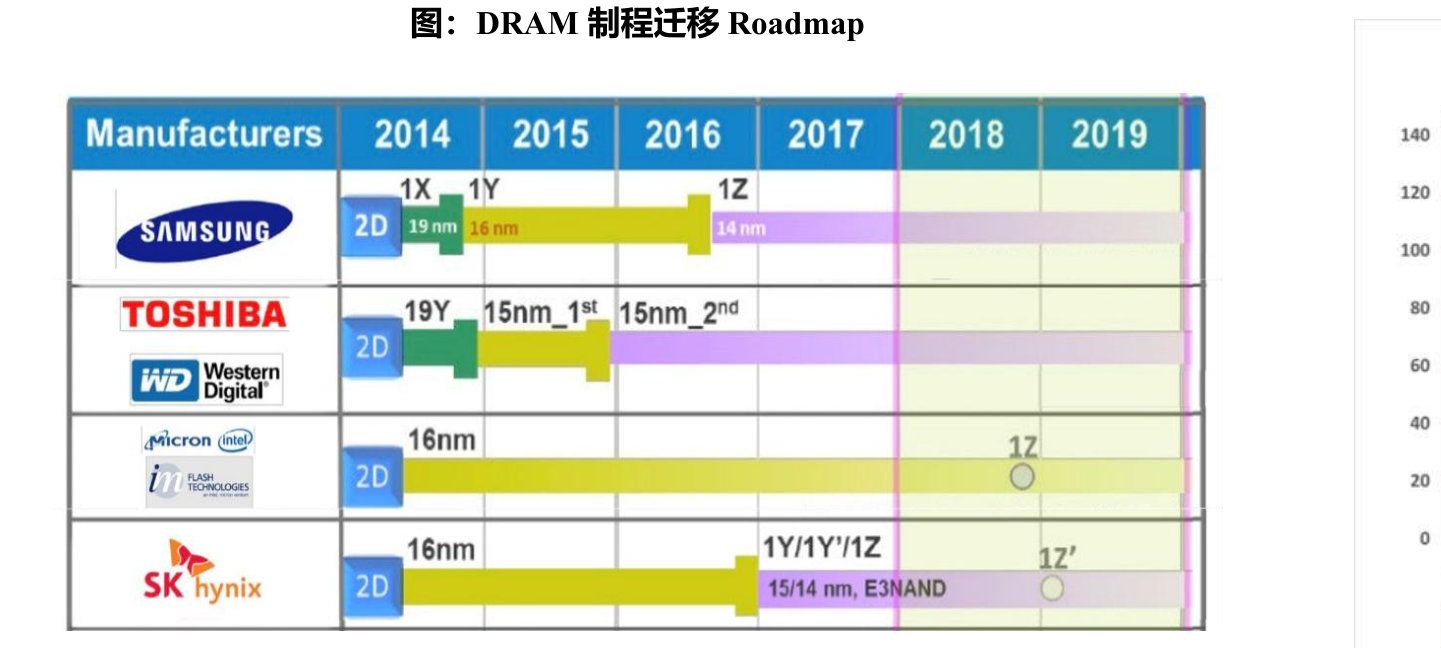 图：DRAM 制程迁移 Roadmap
Manufacturers 2014 2015 2016 2017 2018 2019
1X 1Y 1Z
SAMSUNG 2D 19 nm 16 nm 14 nm
TOSHIBA
19Y 15nm_1st 15nm_2nd
2D
WD Western Digital®
Micron intel
16nm 1Z
im FLASH TECHNOLOGIES
2D
16nm 1Y/1Y’/1Z 1Z’
SK hynix 2D 15/14 nm, E3NAND
140
120
100
80
60
40
20
0